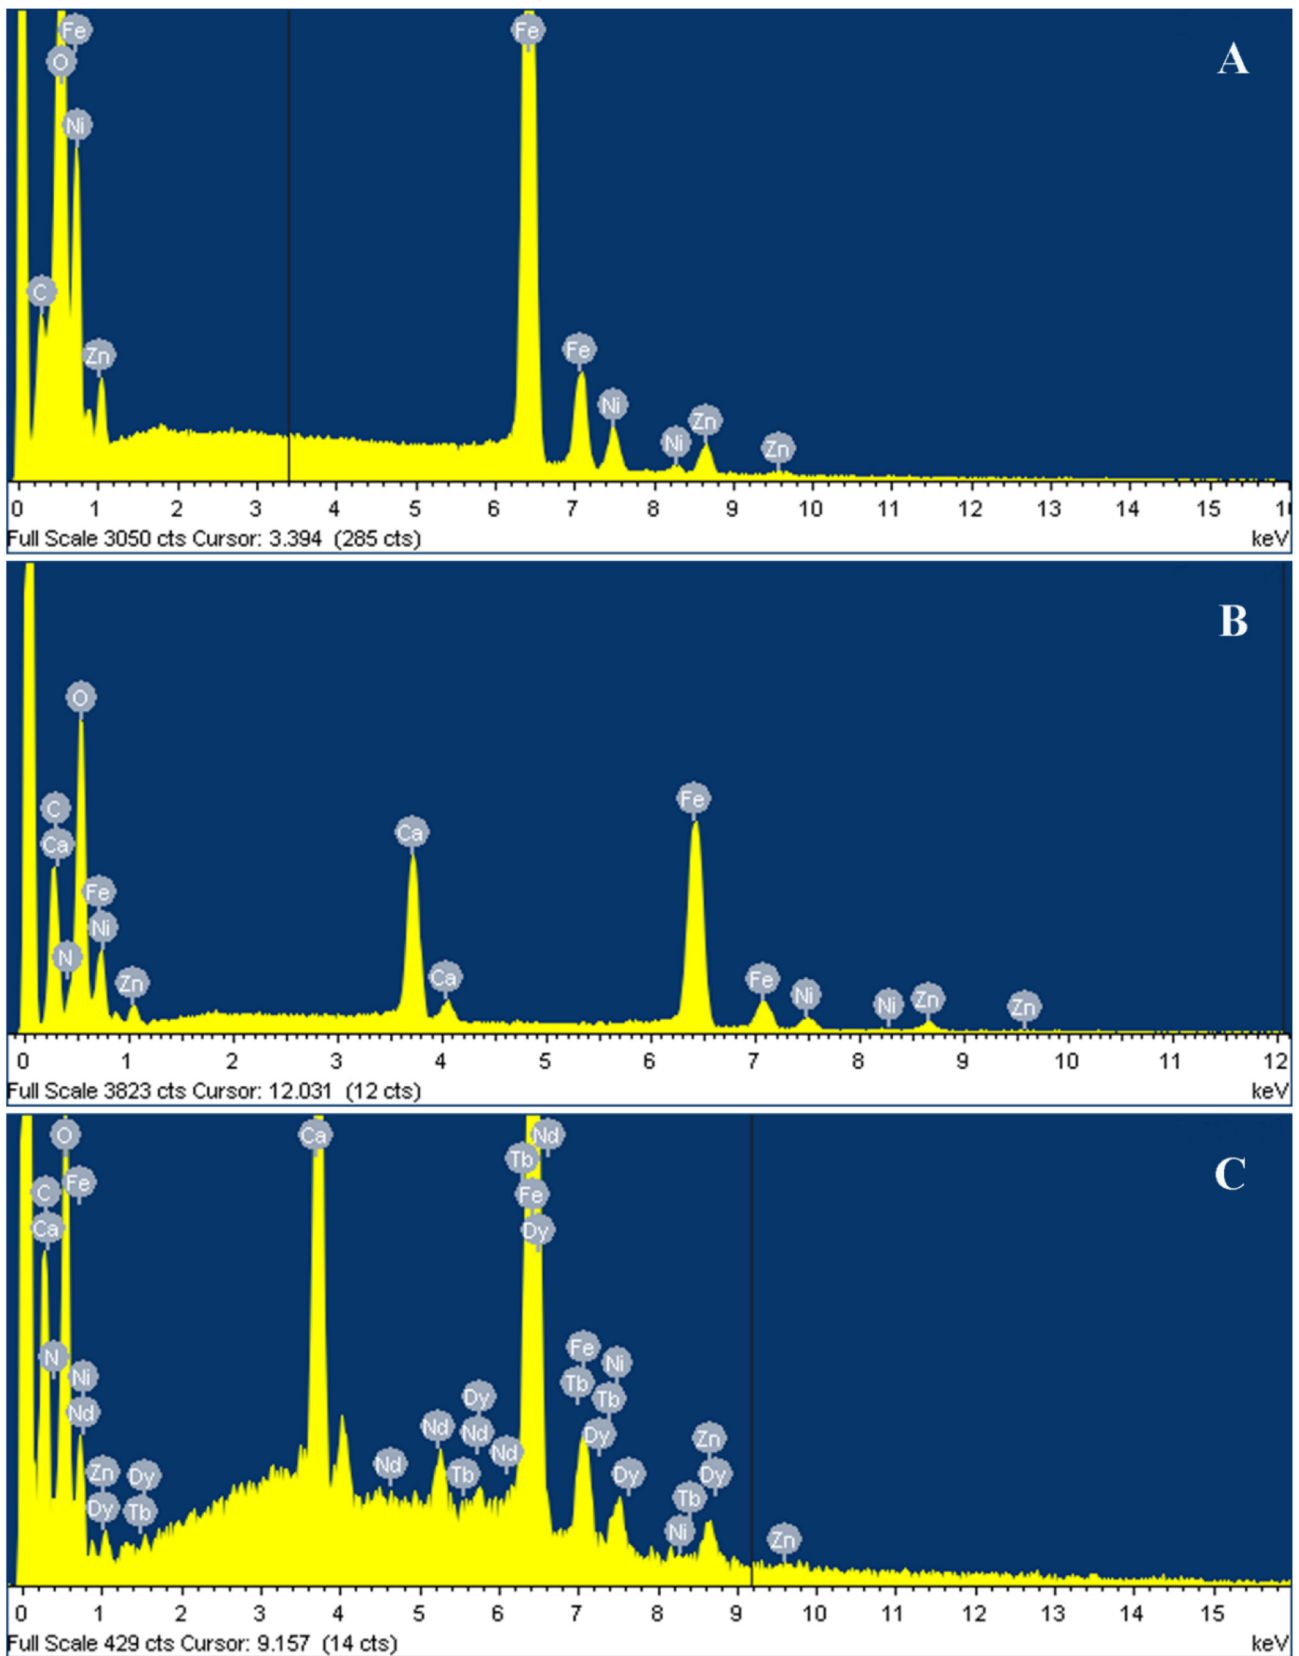 Fe
Fe
A
O
Ni
C
Zn
Fe
Ni
Ni
Zn
Zn
0 1 2 3 4 5 6 7 8 9 10 11 12 13 14 15
Full Scale 3050 cts Cursor: 3.394 (285 cts) keV
B
O
C
Ca
Fe
Ni
N
Zn
Ca
Ca
Fe
Fe
Ni
Ni
Zn
Zn
0 1 2 3 4 5 6 7 8 9 10 11 12
Full Scale 3823 cts Cursor: 12.031 (12 cts) keV
O
Ca
Nd
C
Tb
Fe
C
Ca
Fe
Dy
N
Ni
Nd
Zn
Dy
Dy
Tb
Nd
Nd
Dy
Nd
Tb
Nd
Fe
Tb
Ni
Tb
Dy
Dy
Zn
Dy
Tb
Ni
Zn
0 1 2 3 4 5 6 7 8 9 10 11 12 13 14 15
Full Scale 429 cts Cursor: 9.157 (14 cts) keV